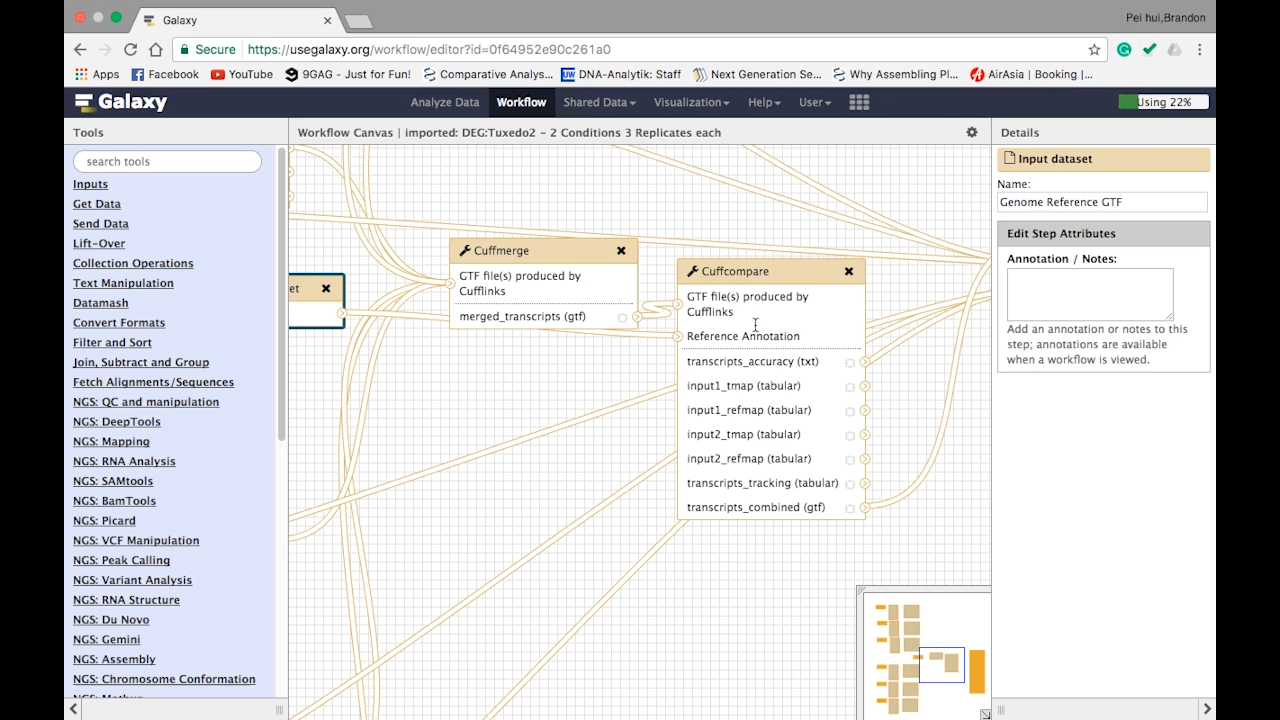 Galaxy
Pei hui,Brandon
Secure
https://usegalaxy.org/workflow/editor?id=0f64952e90c261a0
Apps
Facebook
YouTube
9GAG - Just for Fun!
Comparative Analys...
DNA-Analytik: Staff
Next Generation Se...
Why Assembling Pl...
AirAsia | Booking |...
Galaxy
Analyze Data
Workflow
Shared Data
Visualization
Help
User
Using 22%
Tools
search tools
Inputs
Get Data
Send Data
Lift-Over
Collection Operations
Text Manipulation
Datamash
Convert Formats
Filter and Sort
Join, Subtract and Group
Fetch Alignments/Sequences
NGS: QC and manipulation
NGS: DeepTools
NGS: Mapping
NGS: RNA Analysis
NGS: SAMtools
NGS: BamTools
NGS: Picard
NGS: VCF Manipulation
NGS: Peak Calling
NGS: Variant Analysis
NGS: RNA Structure
NGS: Du Novo
NGS: Gemini
NGS: Assembly
NGS: Chromosome Conformation
Workflow Canvas | imported: DEG:Tuxedo2 - 2 Conditions 3 Replicates each
et
Cuffmerge
GTF file(s) produced by
Cufflinks
merged_transcripts (gtf)
Cuffcompare
GTF file(s) produced by
Cufflinks
Reference Annotation
transcripts_accuracy (txt)
input1_tmap (tabular)
input1_refmap (tabular)
input2_tmap (tabular)
input2_refmap (tabular)
transcripts_tracking (tabular)
transcripts_combined (gtf)
Details
Input dataset
Name:
Genome Reference GTF
Edit Step Attributes
Annotation / Notes:
Add an annotation or notes to this
step; annotations are available
when a workflow is viewed.